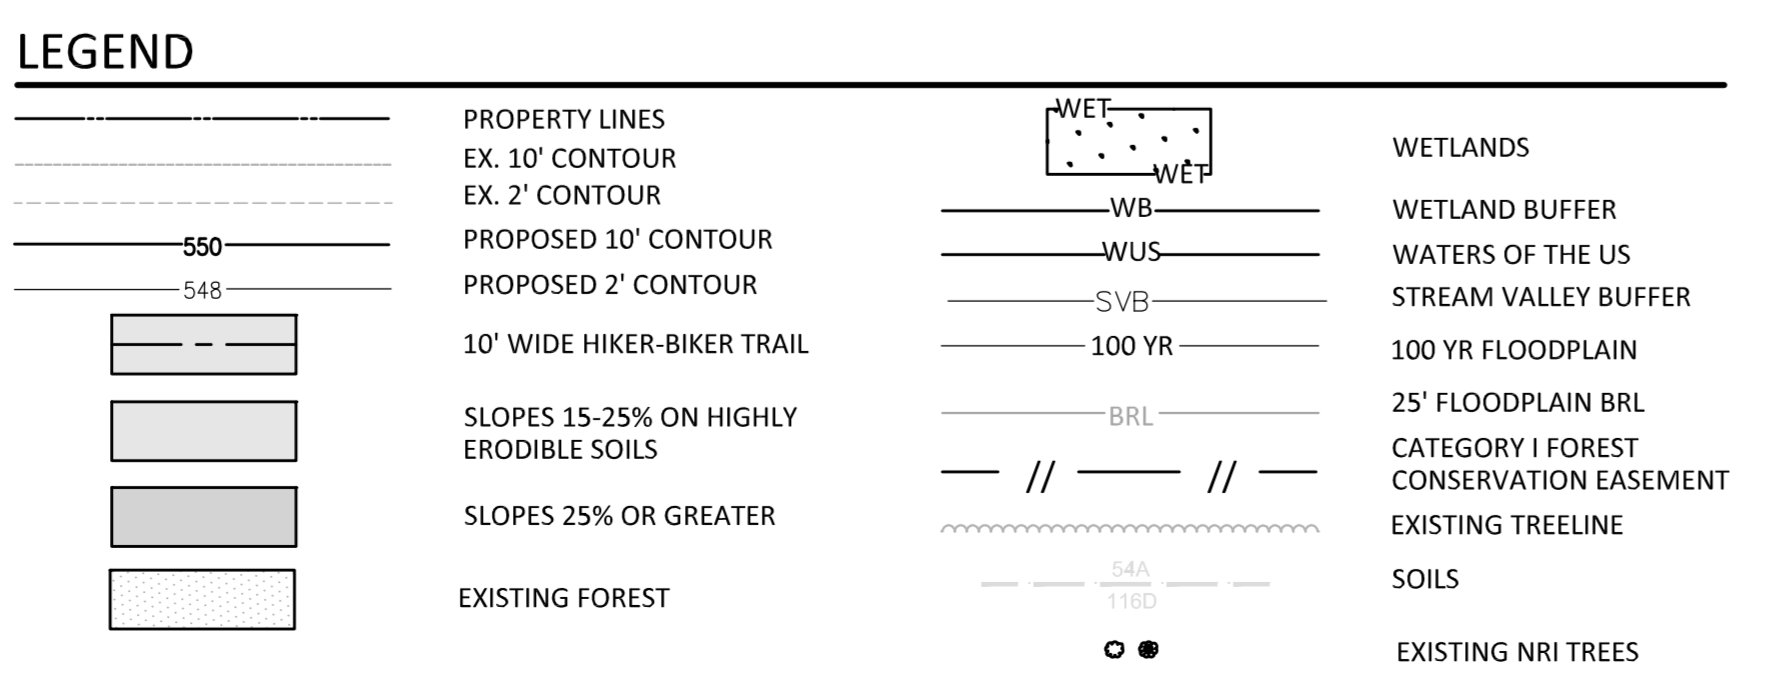 LEGEND
PROPERTY LINES
EX. 10' CONTOUR
EX. 2' CONTOUR
550
PROPOSED 10' CONTOUR
548
PROPOSED 2' CONTOUR
10' WIDE HIKER-BIKER TRAIL
SLOPES 15-25% ON HIGHLY
ERODIBLE SOILS
SLOPES 25% OR GREATER
EXISTING FOREST
WET
WET
WETLANDS
WB
WETLAND BUFFER
WUS
WATERS OF THE US
SVB
STREAM VALLEY BUFFER
100 YR
100 YR FLOODPLAIN
BRL
25' FLOODPLAIN BRL
CATEGORY I FOREST
CONSERVATION EASEMENT
EXISTING TREELINE
54A
116D
SOILS
EXISTING NRI TREES